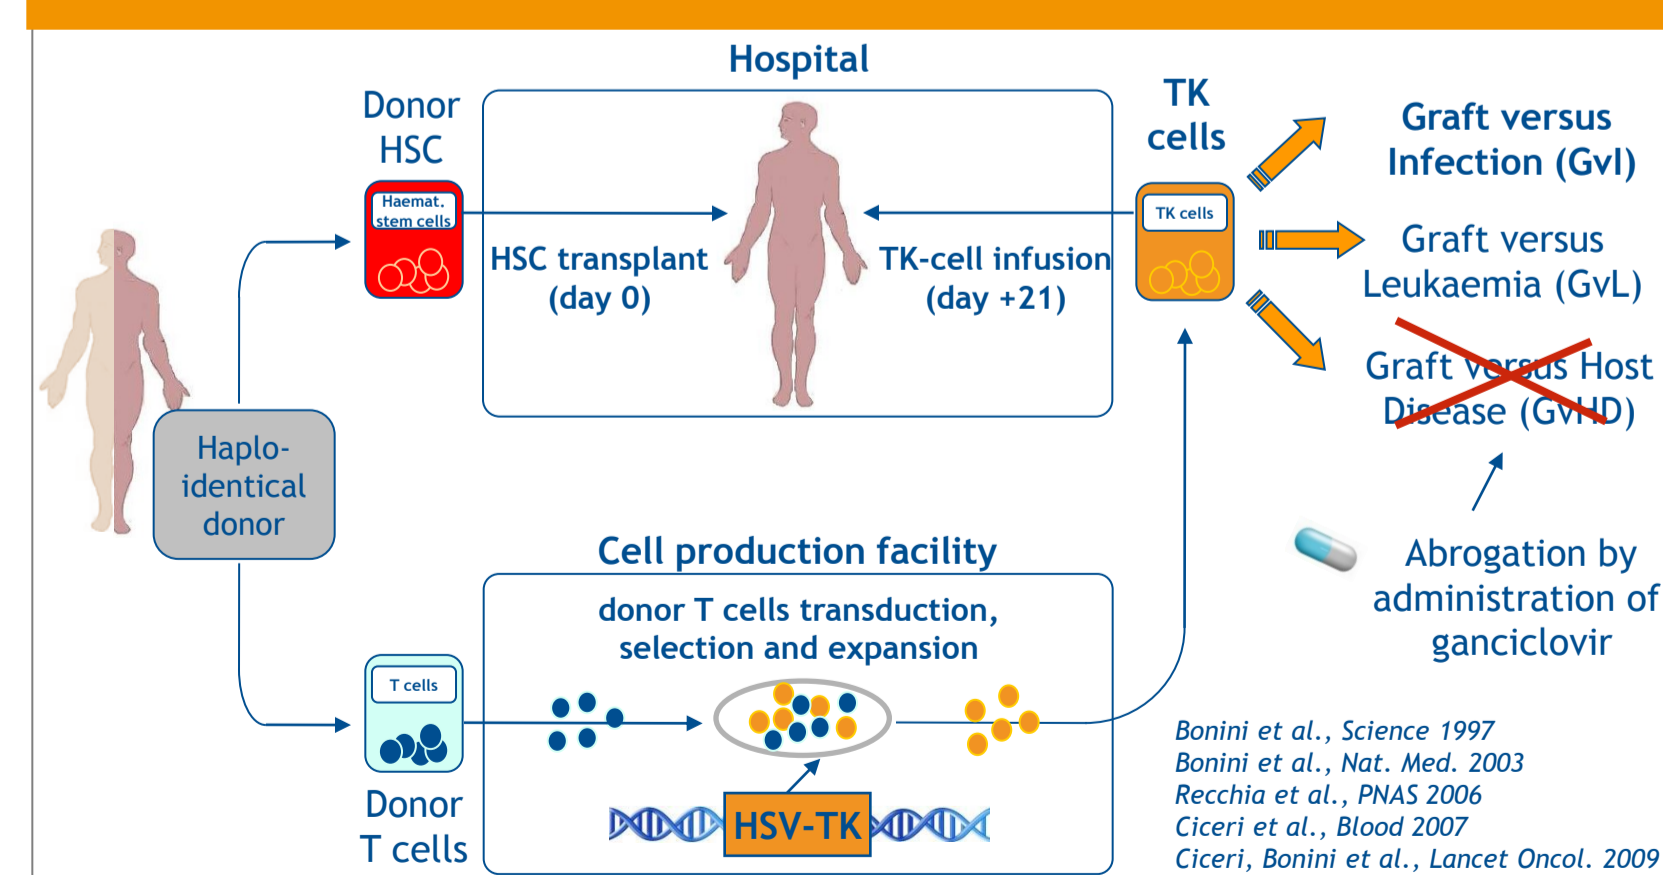 Hospital
Donor
HSC
Haemat.
stem cells
HSC transplant
(day 0)
TK-cell infusion
(day +21)
TK
cells
TK cells
Graft versus
Infection (GvI)
Graft versus
Leukaemia (GvL)
Graft versus Host
Disease (GvHD)
Abrogation by
administration of
ganciclovir
Haplo-
identical
donor
Cell production facility
donor T cells transduction,
selection and expansion
T cells
Donor
T cells
HSV-TK
Bonini et al., Science 1997
Bonini et al., Nat. Med. 2003
Recchia et al., PNAS 2006
Ciceri et al., Blood 2007
Ciceri, Bonini et al., Lancet Oncol. 2009